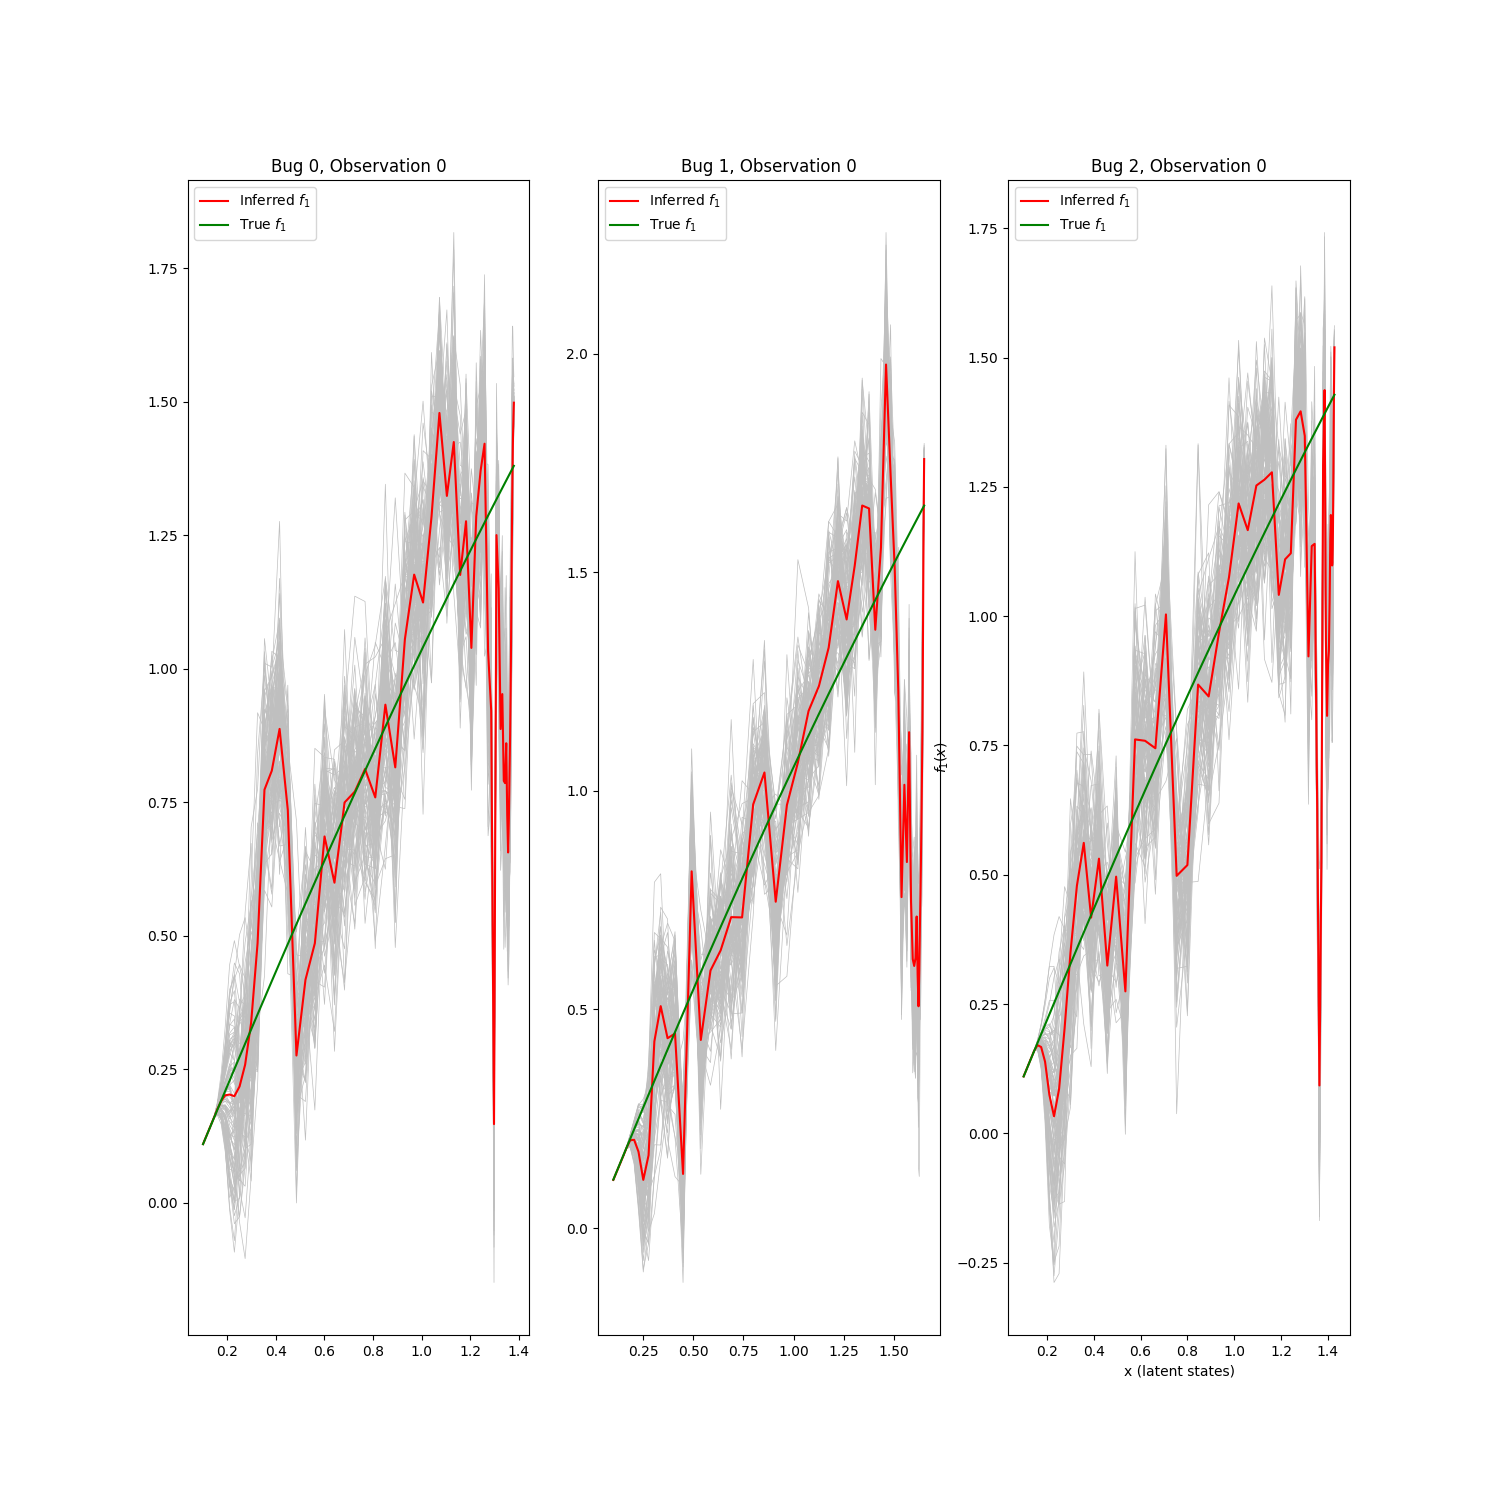 Bug 0, Observation 0
Inferred f₁
True f₁
1.75
1.50
1.25
1.00
0.75
0.50
0.25
0.00
0.2 0.4 0.6 0.8 1.0 1.2 1.4
Bug 1, Observation 0
Inferred f₁
True f₁
2.0
1.5
1.0
0.5
0.0
0.25 0.50 0.75 1.00 1.25 1.50
Bug 2, Observation 0
Inferred f₁
True f₁
f₁(x)
1.75
1.50
1.25
1.00
0.75
0.50
0.25
0.00
−0.25
0.2 0.4 0.6 0.8 1.0 1.2 1.4
x (latent states)